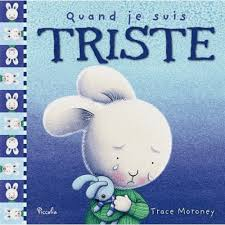 Quand je suis
TRISTE
Piccolia
Trace Moroney